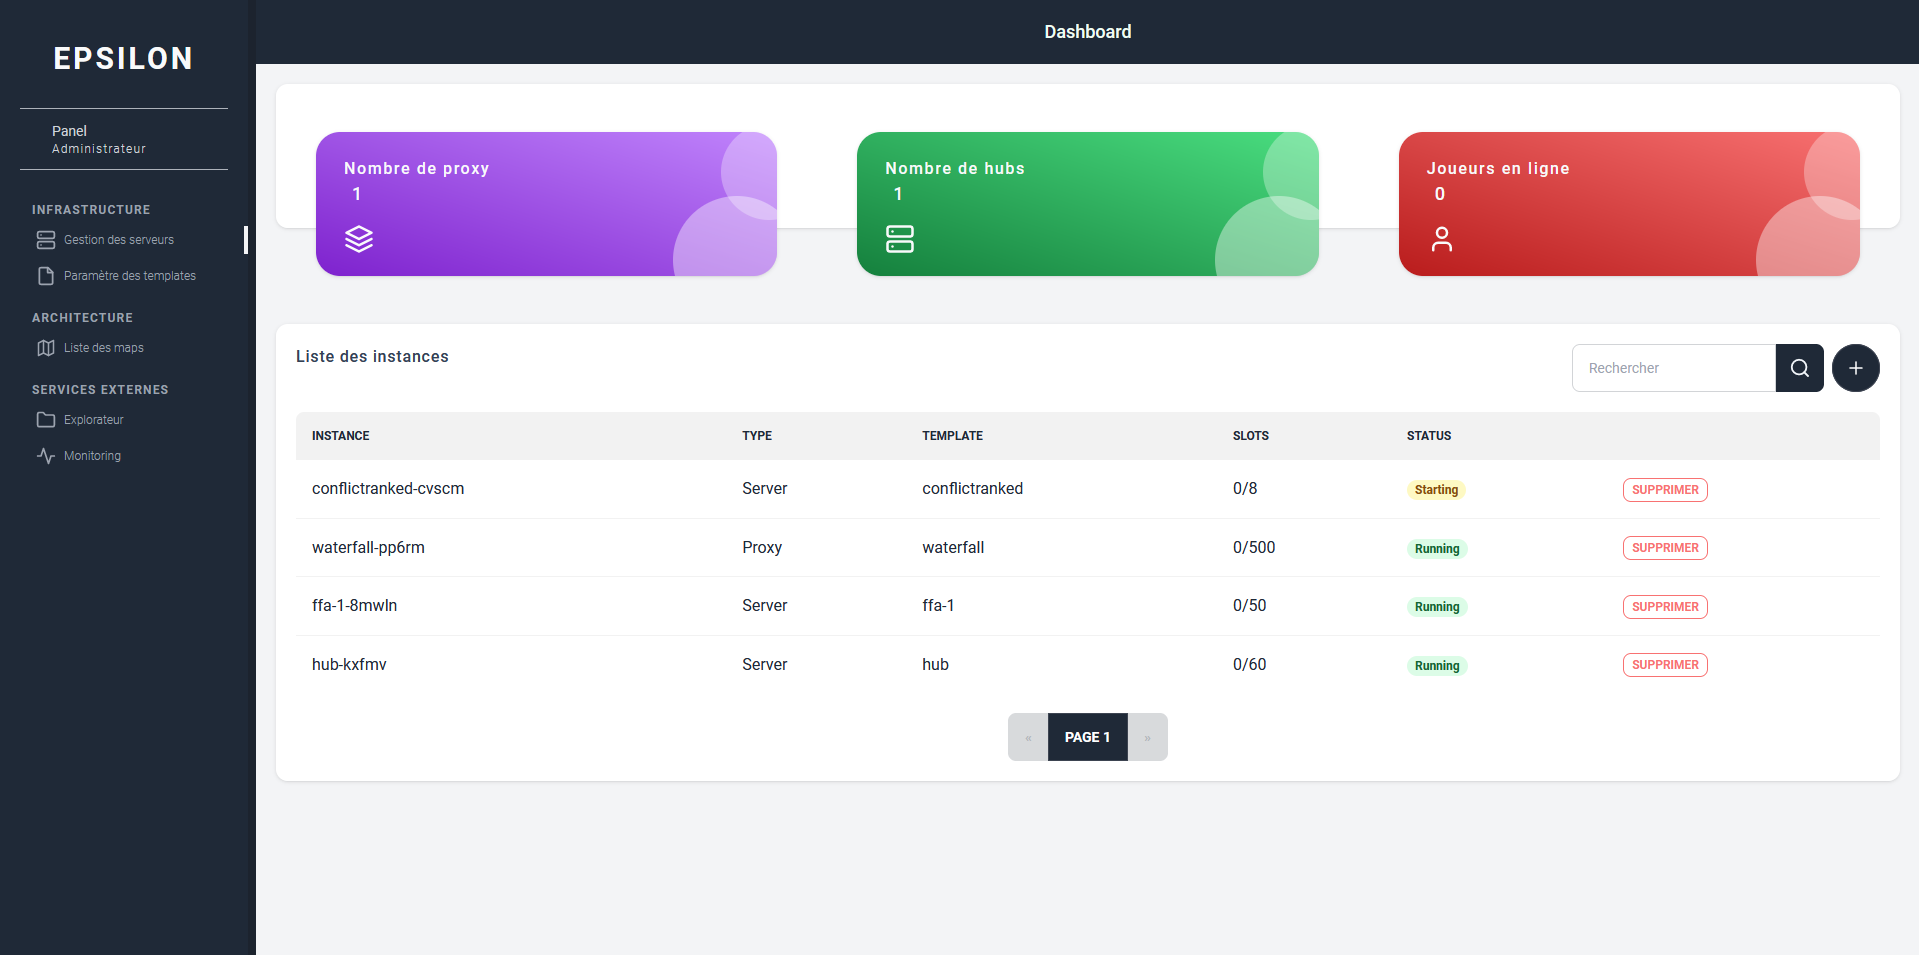 EPSILON
Panel
Administrateur
INFRASTRUCTURE
Gestion des serveurs
Paramètre des templates
ARCHITECTURE
Liste des maps
SERVICES EXTERNES
Explorateur
Monitoring
Dashboard
Nombre de proxy
1
Nombre de hubs
1
Joueurs en ligne
0
Liste des instances
Rechercher
INSTANCE TYPE TEMPLATE SLOTS STATUS
conflictranked-cvscm Server conflictranked 0/8 Starting SUPPRIMER
waterfall-pp6rm Proxy waterfall 0/500 Running SUPPRIMER
ffa-1-8mwln Server ffa-1 0/50 Running SUPPRIMER
hub-kxfmv Server hub 0/60 Running SUPPRIMER
« PAGE 1 »